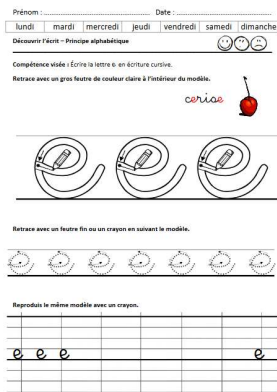 Prénom : ........................................ Date : ........................................
lundi mardi mercredi jeudi vendredi samedi dimanche
Découvrir l'écrit – Principe alphabétique
Compétence visée : Écrire la lettre e en écriture cursive.
Retrace avec un gros feutre de couleur claire à l'intérieur du modèle.
cerise
e e e
Retrace avec un feutre fin ou un crayon en suivant le modèle.
e e e e e e e
Reproduis le même modèle avec un crayon.
e e e e